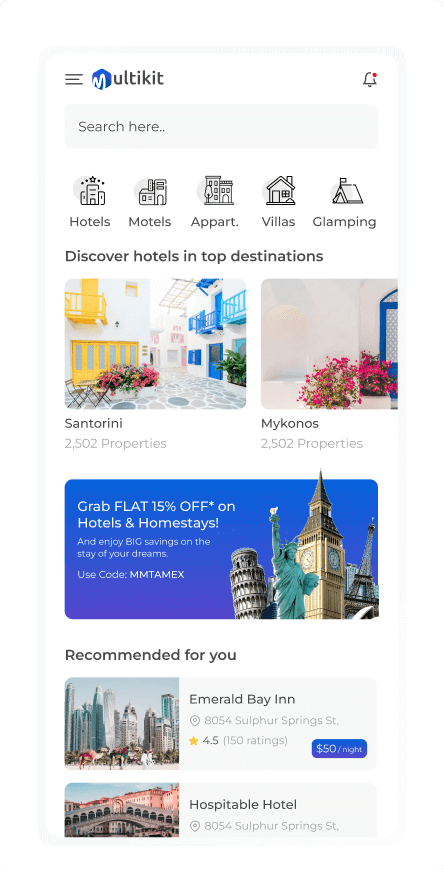 Multikit
Search here..
Hotels
Motels
Appart.
Villas
Glamping
Discover hotels in top destinations
Santorini
2,502 Properties
Mykonos
2,502 Properties
Grab FLAT 15% OFF* on
Hotels & Homestays!
And enjoy BIG savings on the
stay of your dreams.
Use Code: MMTAMEX
Recommended for you
Emerald Bay Inn
8054 Sulphur Springs St,
4.5 (150 ratings)
$50 / night
Hospitable Hotel
8054 Sulphur Springs St,